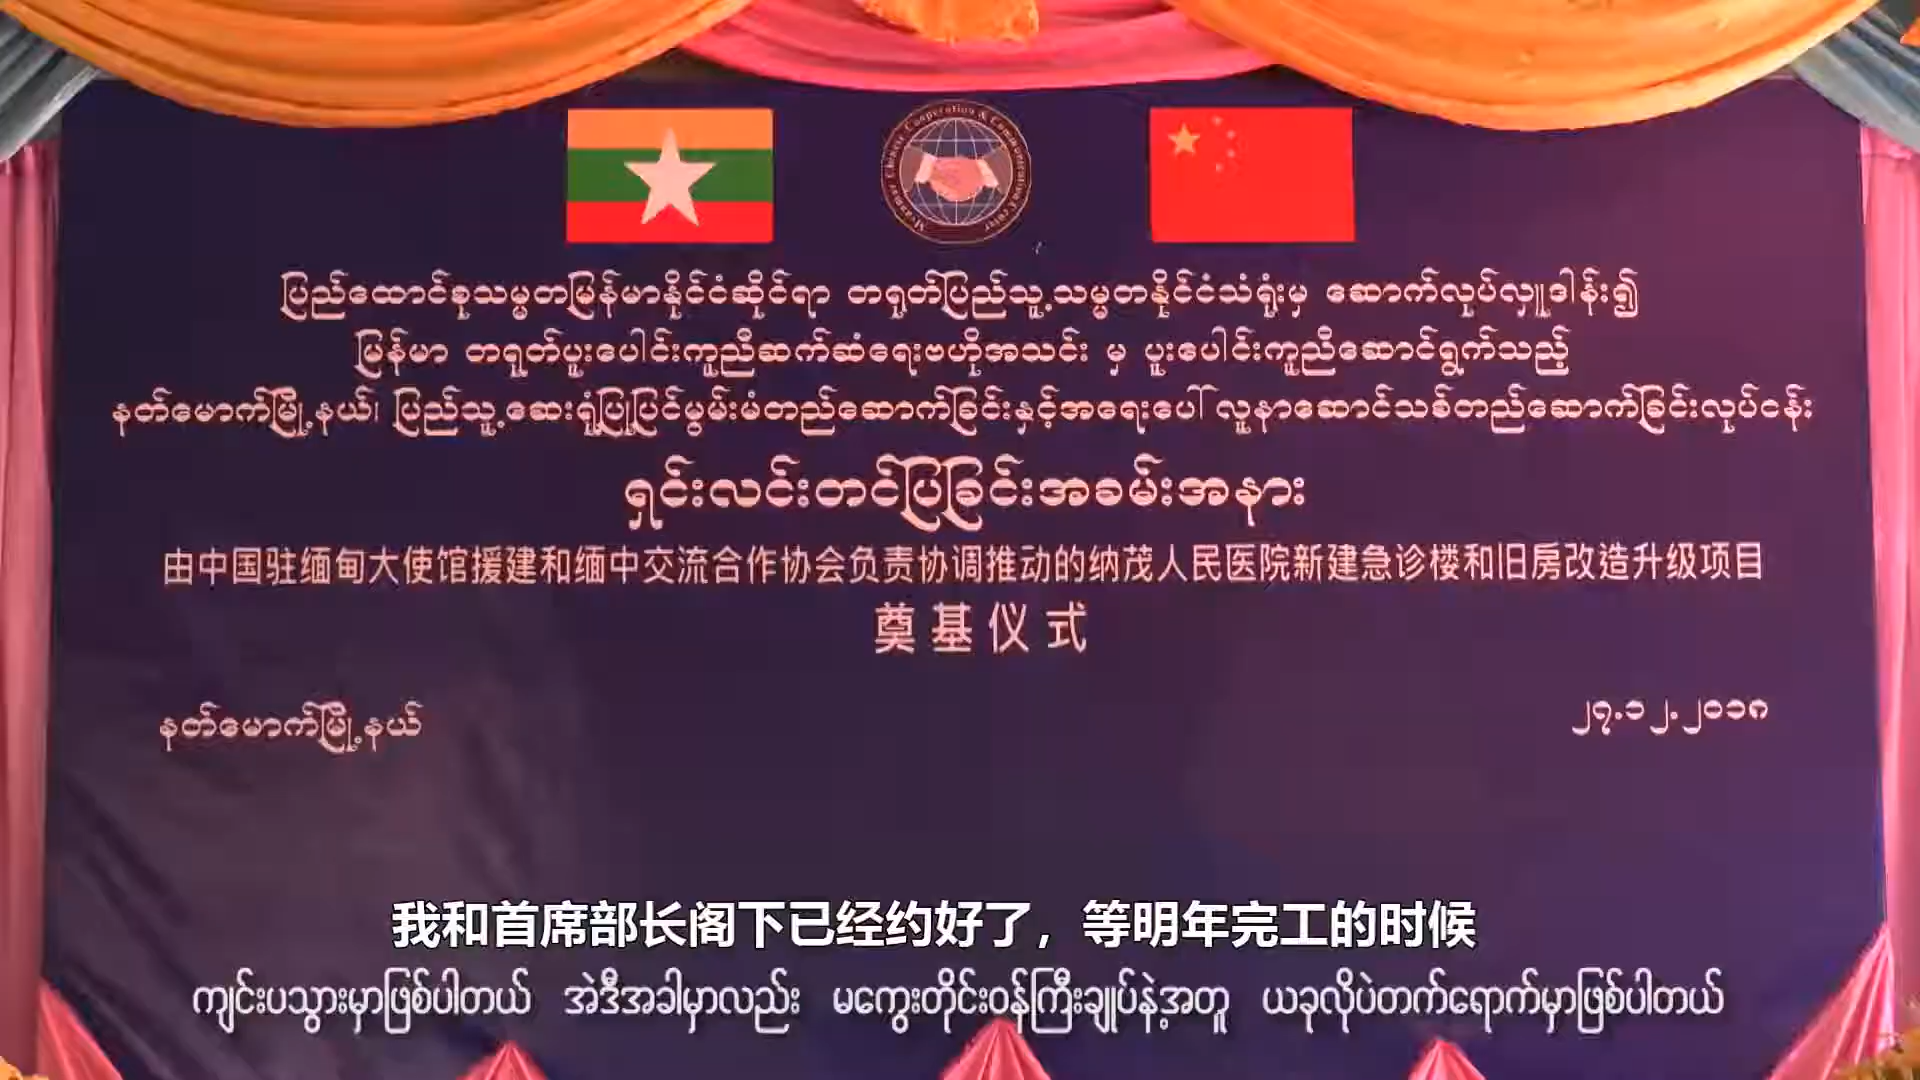 Myanmar Chinese Cooperation & Communication Center
ပြည်ထောင်စုသမ္မတမြန်မာနိုင်ငံဆိုင်ရာ တရုတ်ပြည်သူ့သမ္မတနိုင်ငံသံရုံးမှ ဆောက်လုပ်လှူဒါန်း၍
မြန်မာ တရုတ်ပူးပေါင်းကူညီဆက်ဆံရေးဗဟိုအသင်း မှ ပူးပေါင်းကူညီဆောင်ရွက်သည့်
နတ်မောက်မြို့နယ်၊ ပြည်သူ့ဆေးရုံပြုပြင်မွမ်းမံတည်ဆောက်ခြင်းနှင့်အရေးပေါ် လူနာဆောင်သစ်တည်ဆောက်ခြင်းလုပ်ငန်း
ရှင်းလင်းတင်ပြခြင်းအခမ်းအနား
由中国驻缅甸大使馆援建和缅中交流合作协会负责协调推动的纳茂人民医院新建急诊楼和旧房改造升级项目
奠基仪式
နတ်မောက်မြို့နယ်
၂၇.၁၂.၂၀၁၈
我和首席部长阁下已经约好了，等明年完工的时候
ကျင်းပသွားမှာဖြစ်ပါတယ် အဲဒီအခါမှာလည်း မကွေးတိုင်းဝန်ကြီးချုပ်နဲ့အတူ ယခုလိုပဲတက်ရောက်မှာဖြစ်ပါတယ်